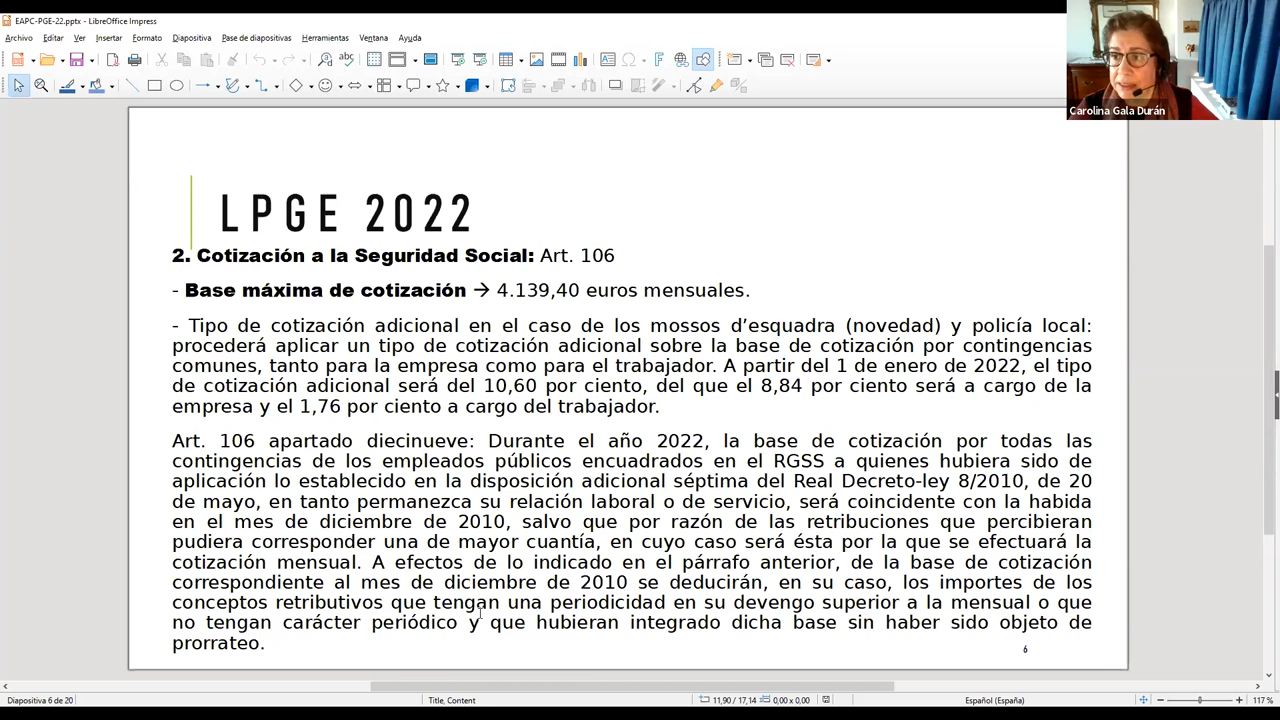 EAPC-PGE-22.pptx - LibreOffice Impress
Archivo Editar Ver Insertar Formato Diapositiva Pase de diapositivas Herramientas Ventana Ayuda
Carolina Gala Durán
LPGE 2022
2. Cotización a la Seguridad Social: Art. 106
- Base máxima de cotización → 4.139,40 euros mensuales.
- Tipo de cotización adicional en el caso de los mossos d’esquadra (novedad) y policía local:
procederá aplicar un tipo de cotización adicional sobre la base de cotización por contingencias
comunes, tanto para la empresa como para el trabajador. A partir del 1 de enero de 2022, el tipo
de cotización adicional será del 10,60 por ciento, del que el 8,84 por ciento será a cargo de la
empresa y el 1,76 por ciento a cargo del trabajador.
Art. 106 apartado diecinueve: Durante el año 2022, la base de cotización por todas las
contingencias de los empleados públicos encuadrados en el RGSS a quienes hubiera sido de
aplicación lo establecido en la disposición adicional séptima del Real Decreto-ley 8/2010, de 20
de mayo, en tanto permanezca su relación laboral o de servicio, será coincidente con la habida
en el mes de diciembre de 2010, salvo que por razón de las retribuciones que percibieran
pudiera corresponder una de mayor cuantía, en cuyo caso será ésta por la que se efectuará la
cotización mensual. A efectos de lo indicado en el párrafo anterior, de la base de cotización
correspondiente al mes de diciembre de 2010 se deducirán, en su caso, los importes de los
conceptos retributivos que tengan una periodicidad en su devengo superior a la mensual o que
no tengan carácter periódico y que hubieran integrado dicha base sin haber sido objeto de
prorrateo.
6
Diapositiva 6 de 20 Title, Content 11,90 / 17,14 0,00 x 0,00 Español (España) 117 %